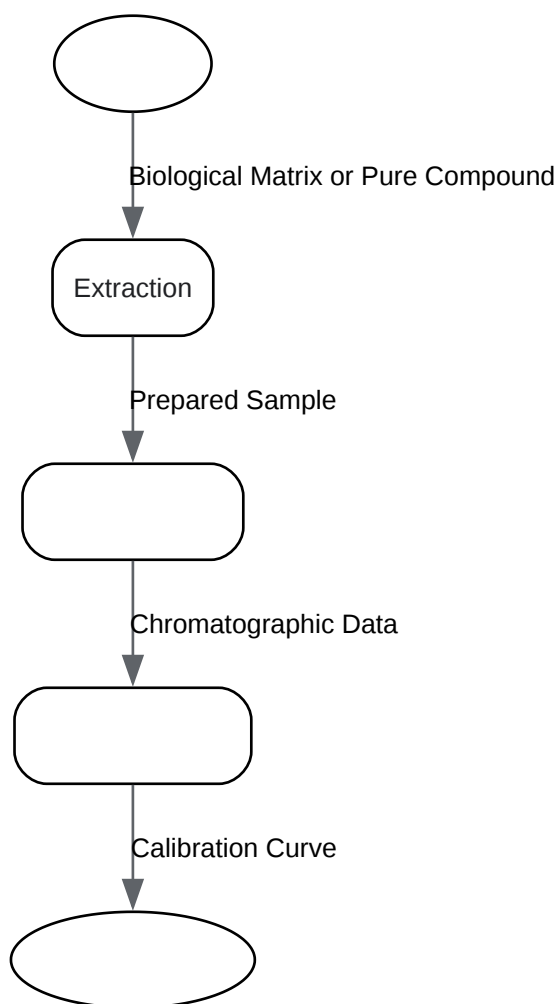 Biological Matrix or Pure Compound
Extraction
Prepared Sample
Chromatographic Data
Calibration Curve